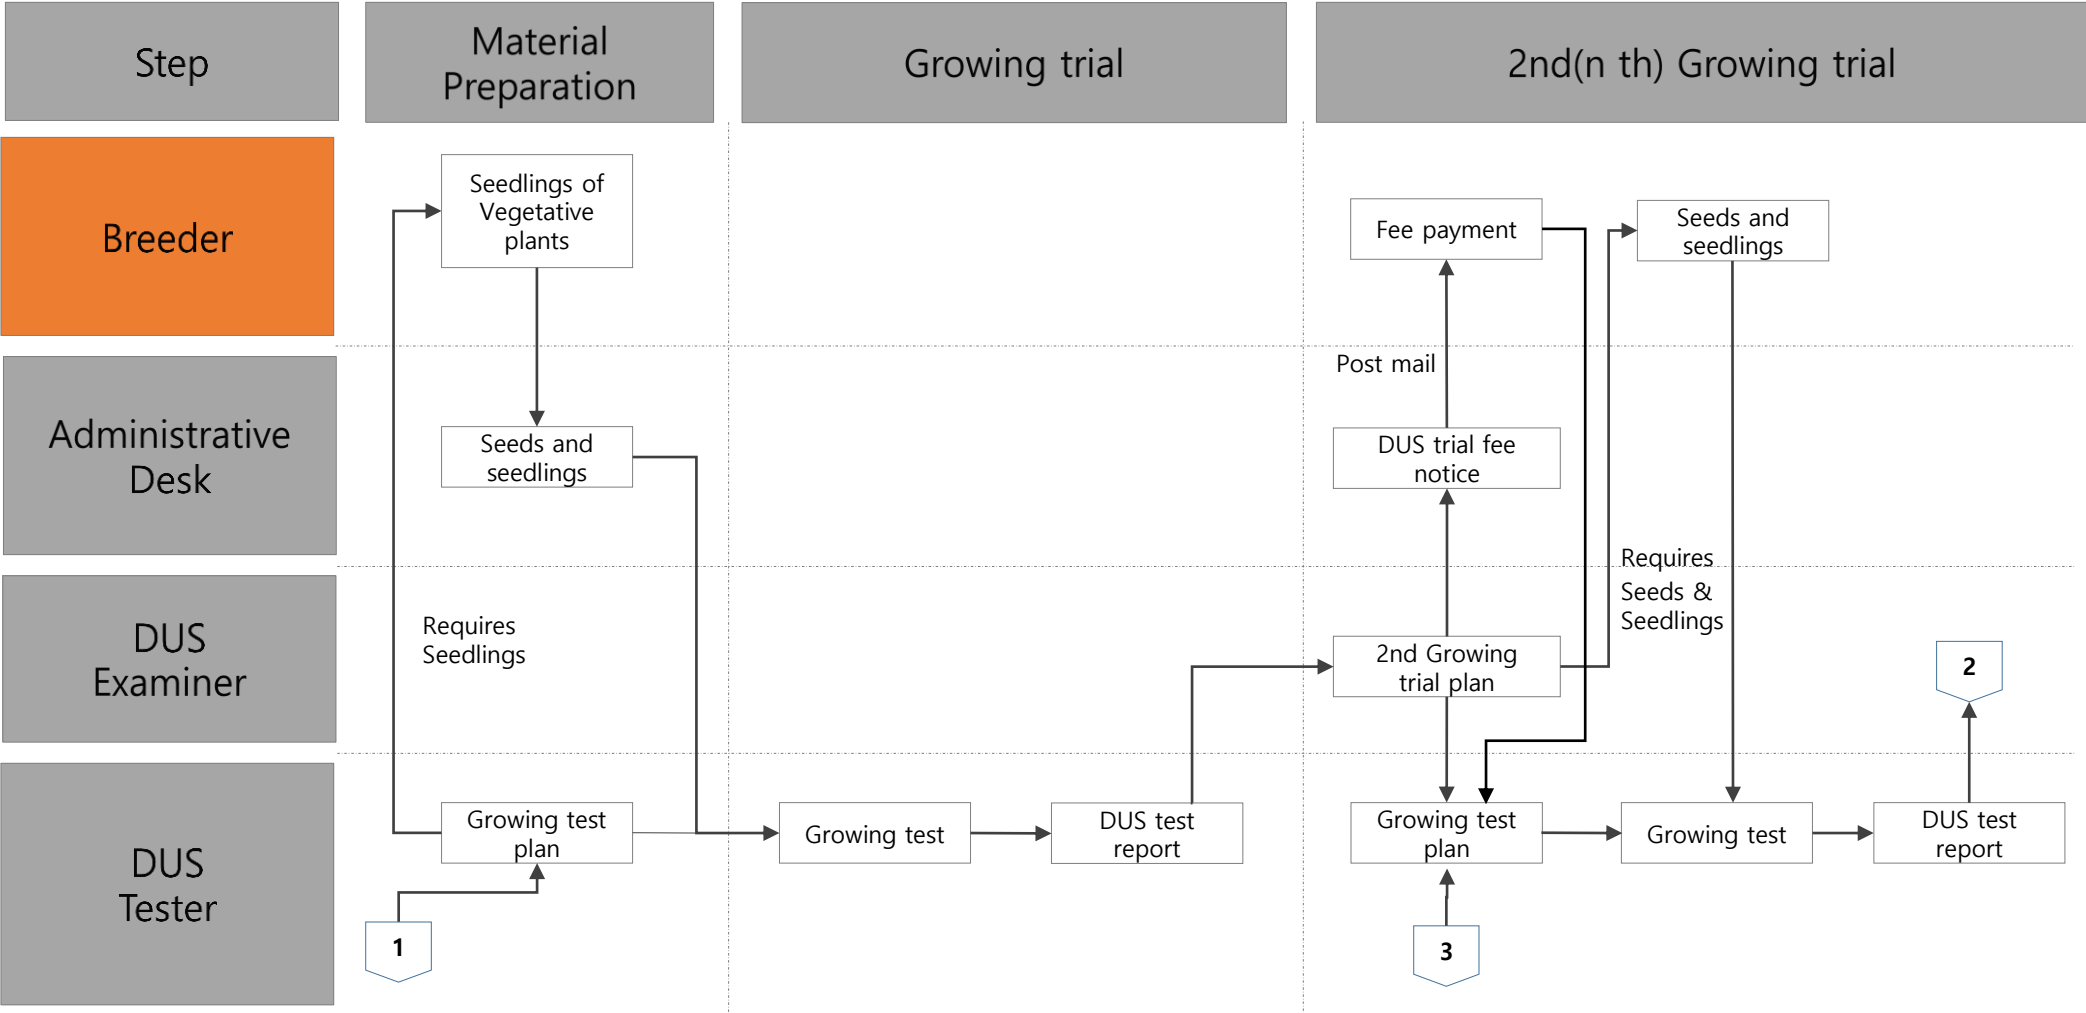 Step
Material
Preparation
Growing trial
2nd(n th) Growing trial
Breeder
Seedlings of
Vegetative
plants
Fee payment
Seeds and
seedlings
Post mail
Administrative
Desk
Seeds and
seedlings
DUS trial fee
notice
Requires
Seeds &
Seedlings
DUS
Examiner
Requires
Seedlings
2nd Growing
trial plan
2
DUS
Tester
Growing test
plan
Growing test
DUS test
report
Growing test
plan
Growing test
DUS test
report
1
3